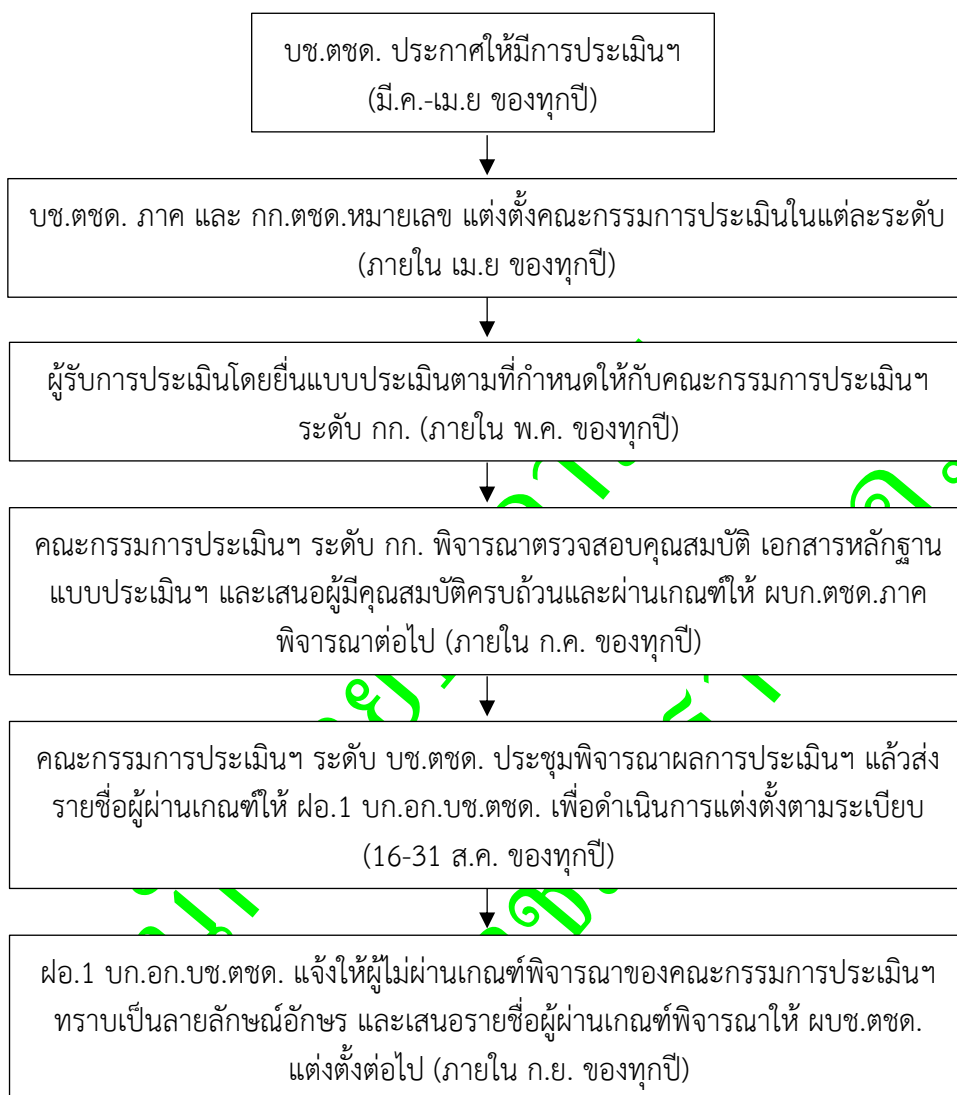 บช.ตชด. ประกาศให้มีการประเมินฯ
(มี.ค.-เม.ย ของทุกปี)
บช.ตชด. ภาค และ กก.ตชด.หมายเลข แต่งตั้งคณะกรรมการประเมินในแต่ละระดับ
(ภายใน เม.ย ของทุกปี)
ผู้รับการประเมินโดยยื่นแบบประเมินตามที่กำหนดให้กับคณะกรรมการประเมินฯ
ระดับ กก. (ภายใน พ.ค. ของทุกปี)
คณะกรรมการประเมินฯ ระดับ กก. พิจารณาตรวจสอบคุณสมบัติ เอกสารหลักฐาน
แบบประเมินฯ และเสนอผู้มีคุณสมบัติครบถ้วนและผ่านเกณฑ์ให้ ผบก.ตชด.ภาค
พิจารณาต่อไป (ภายใน ก.ค. ของทุกปี)
คณะกรรมการประเมินฯ ระดับ บช.ตชด. ประชุมพิจารณาผลการประเมินฯ แล้วส่ง
รายชื่อผู้ผ่านเกณฑ์ให้ ฝอ.1 บก.อก.บช.ตชด. เพื่อดำเนินการแต่งตั้งตามระเบียบ
(16-31 ส.ค. ของทุกปี)
ฝอ.1 บก.อก.บช.ตชด. แจ้งให้ผู้ไม่ผ่านเกณฑ์พิจารณาของคณะกรรมการประเมินฯ
ทราบเป็นลายลักษณ์อักษร และเสนอรายชื่อผู้ผ่านเกณฑ์พิจารณาให้ ผบช.ตชด.
แต่งตั้งต่อไป (ภายใน ก.ย. ของทุกปี)